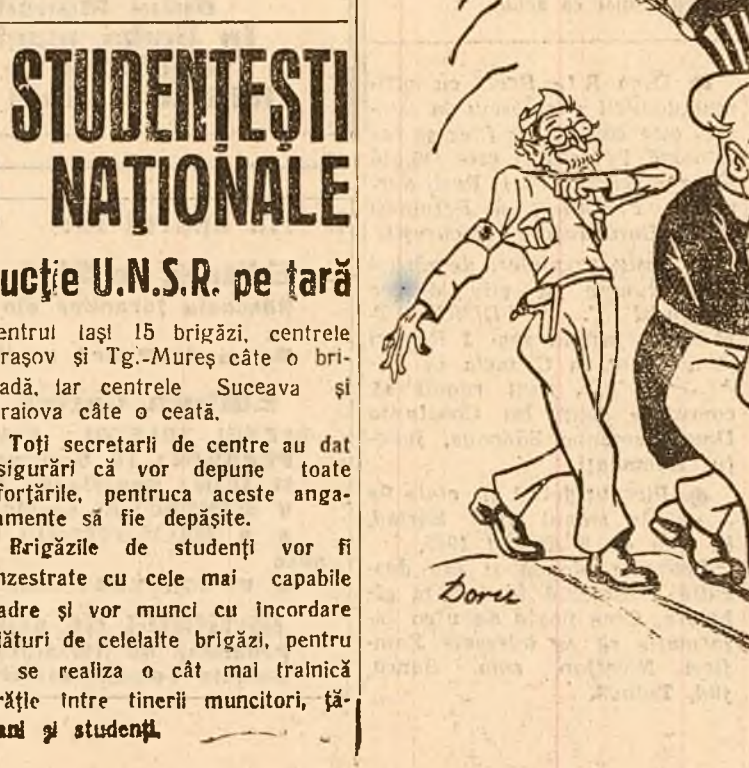 STUDENȚEȘTI
NAȚIONALE
ucție U.N.S.R. pe țară
entrul Iași 15 brigăzi, centrele
rașov și Tg.-Mureș câte o bri-
adă, iar centrele Suceava și
raiova câte o ceată.
Toți secretarii de centre au dat
sigurări că vor depune toate
forțările, pentruca aceste anga-
amente să fie depășite.
Brigăzile de studenți vor fi
nzestrate cu cele mai capabile
adre și vor munci cu incordare
lături de celelalte brigăzi, pentru
se realiza o cât mai trainică
răție intre tinerii muncitori, ță-
ani și studenți.
Doru